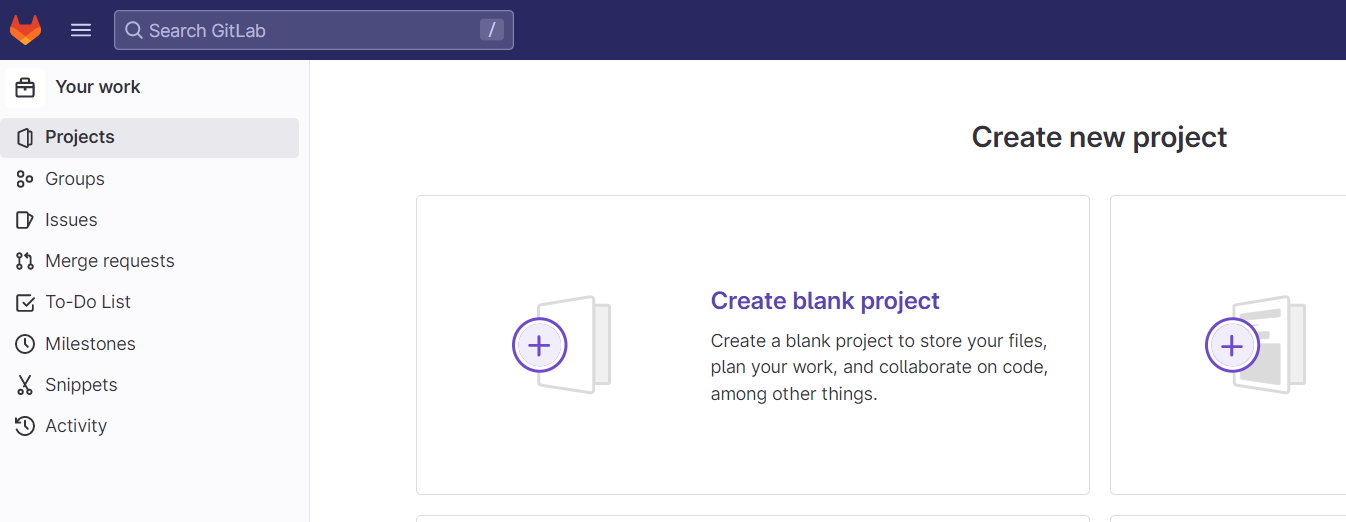 Search GitLab /
Your work
Projects
Groups
Issues
Merge requests
To-Do List
Milestones
Snippets
Activity
Create new project
Create blank project
Create a blank project to store your files,
plan your work, and collaborate on code,
among other things.